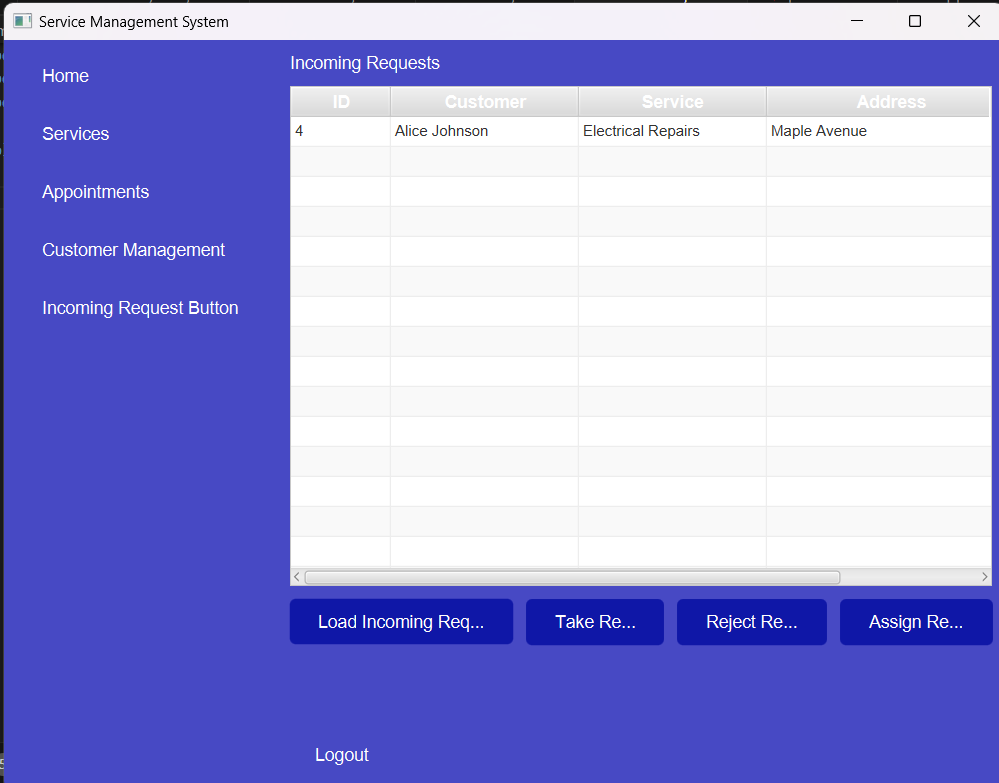 Service Management System
Home
Services
Appointments
Customer Management
Incoming Request Button
Incoming Requests
ID Customer Service Address
4 Alice Johnson Electrical Repairs Maple Avenue
Load Incoming Req... Take Re... Reject Re... Assign Re...
Logout